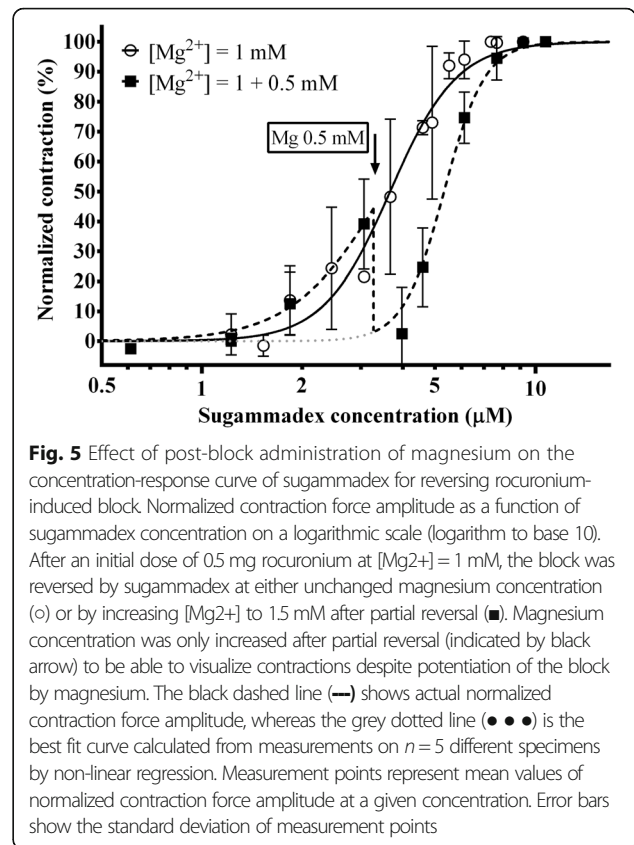 100
90
80
70
60
50
40
30
20
10
0
Normalized contraction (%)
[Mg2+] = 1 mM
[Mg2+] = 1 + 0.5 mM
Mg 0.5 mM
0.5 1 2 5 10
Sugammadex concentration (μM)
Fig. 5 Effect of post-block administration of magnesium on the
concentration-response curve of sugammadex for reversing rocuronium-
induced block. Normalized contraction force amplitude as a function of
sugammadex concentration on a logarithmic scale (logarithm to base 10).
After an initial dose of 0.5 mg rocuronium at [Mg2+] = 1 mM, the block was
reversed by sugammadex at either unchanged magnesium concentration
(○) or by increasing [Mg2+] to 1.5 mM after partial reversal (■). Magnesium
concentration was only increased after partial reversal (indicated by black
arrow) to be able to visualize contractions despite potentiation of the block
by magnesium. The black dashed line (---) shows actual normalized
contraction force amplitude, whereas the grey dotted line (● ● ●) is the
best fit curve calculated from measurements on n = 5 different specimens
by non-linear regression. Measurement points represent mean values of
normalized contraction force amplitude at a given concentration. Error bars
show the standard deviation of measurement points